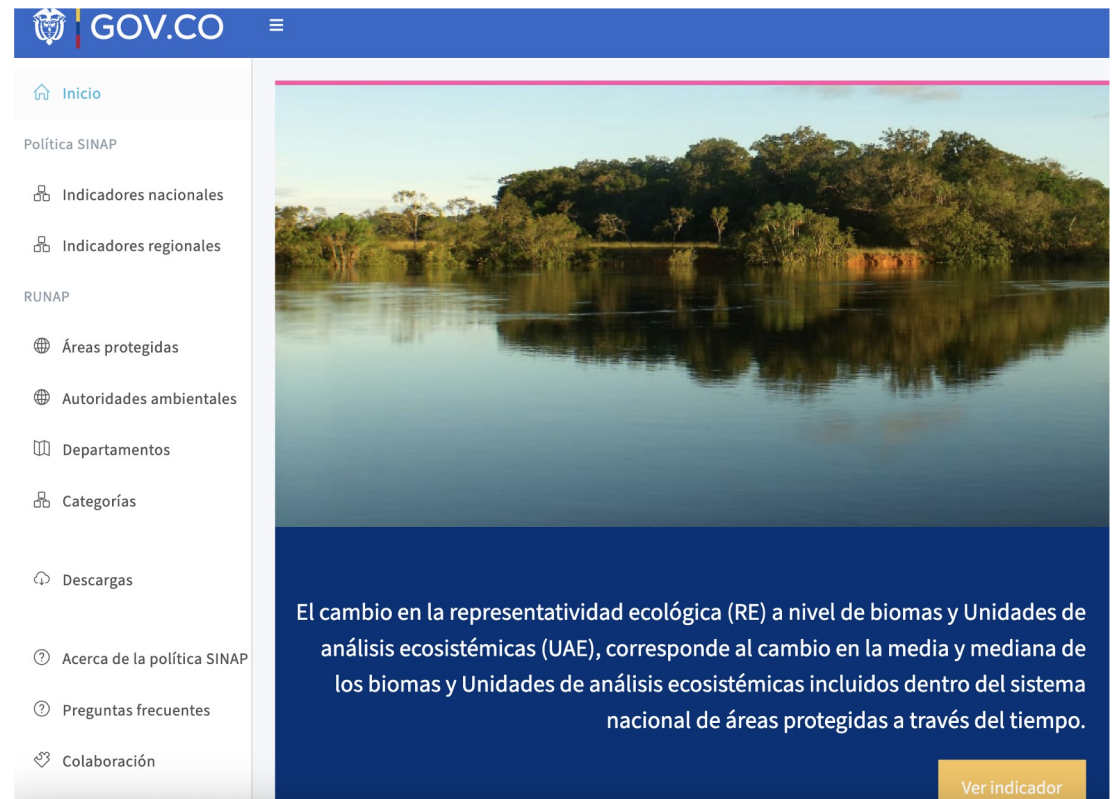 GOV.CO
Inicio
Política SINAP
Indicadores nacionales
Indicadores regionales
RUNAP
Áreas protegidas
Autoridades ambientales
Departamentos
Categorías
Descargas
Acerca de la política SINAP
Preguntas frecuentes
Colaboración
El cambio en la representatividad ecológica (RE) a nivel de biomas y Unidades de
análisis ecosistémicas (UAE), corresponde al cambio en la media y mediana de
los biomas y Unidades de análisis ecosistémicas incluidos dentro del sistema
nacional de áreas protegidas a través del tiempo.
Ver indicador